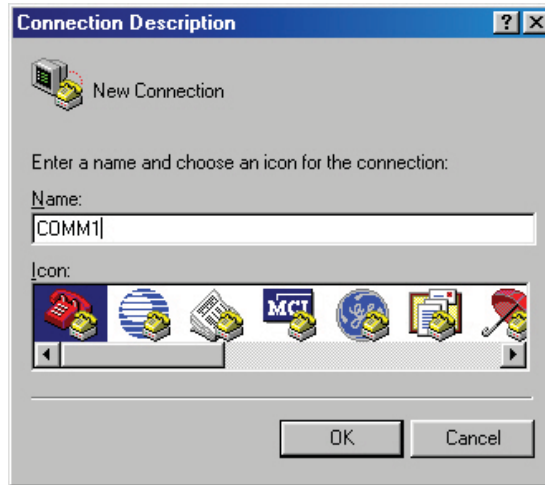 Connection Description
New Connection
Enter a name and choose an icon for the connection:
Name:
COMM1
Icon:
MCI
OK Cancel